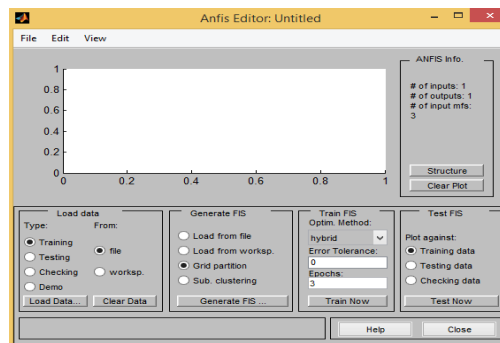 Anfis Editor: Untitled
File Edit View
ANFIS Info.
# of inputs: 1
# of outputs: 1
# of input mfs:
3
Structure
Clear Plot
1
0.8
0.6
0.4
0.2
0
0 0.2 0.4 0.6 0.8 1
Load data
Type: From:
Training
Testing
Checking
Demo
file
worksp.
Load Data... Clear Data
Generate FIS
Load from file
Load from worksp.
Grid partition
Sub. clustering
Generate FIS ...
Train FIS
Optim. Method:
hybrid
Error Tolerance:
0
Epochs:
3
Train Now
Test FIS
Plot against:
Training data
Testing data
Checking data
Test Now
Help Close